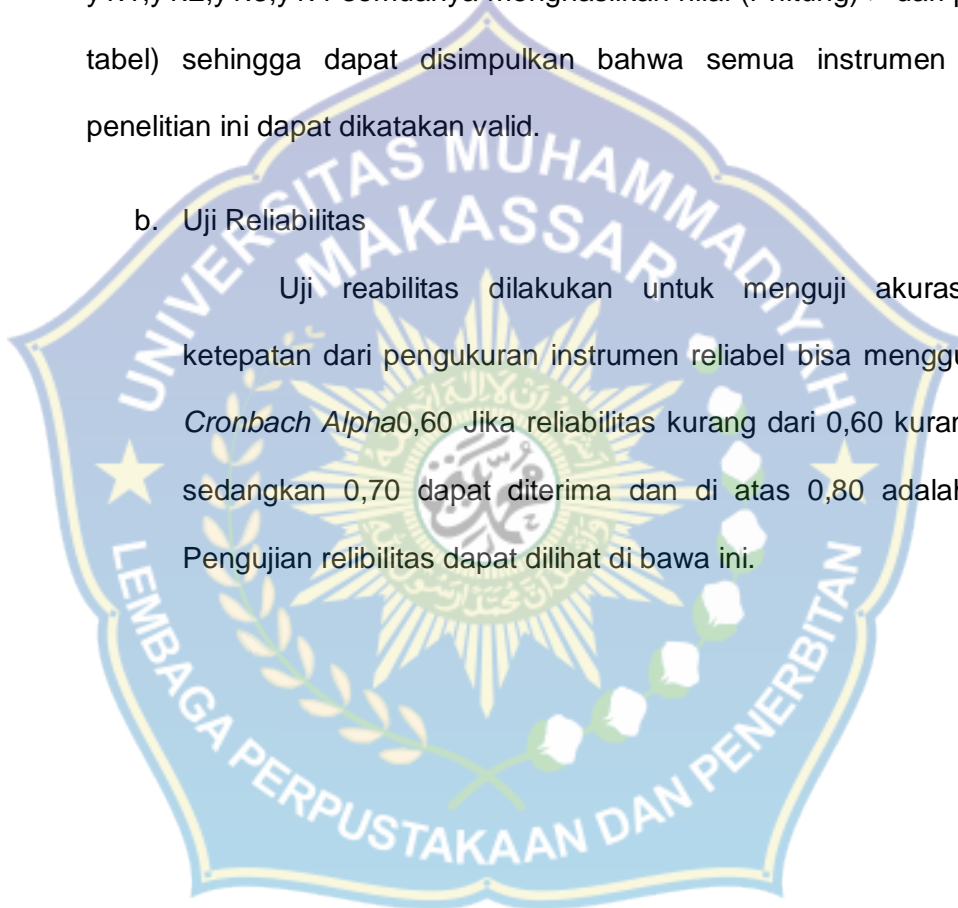 tabel) sehingga dapat disimpulkan bahwa semua instrumen
penelitian ini dapat dikatakan valid.
b. Uji Reliabilitas
Uji reabilitas dilakukan untuk menguji
ketepatan dari pengukuran instrumen reliabel bisa
Cronbach Alpha0,60 Jika reliabilitas kurang dari 0,60
sedangkan 0,70 dapat diterima dan di atas 0,80 adalah
Pengujian relibilitas dapat dilihat di bawa ini.
UNIVERSITAS MUHAMMADIYAH
MAKASSAR
LEMBAGA PERPUSTAKAAN DAN PENERBITAN